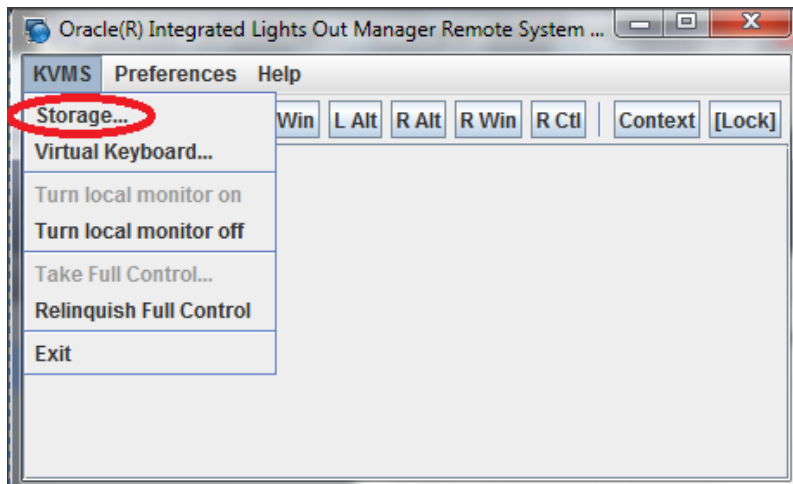 Oracle(R) Integrated Lights Out Manager Remote System ...
KVMS Preferences Help
Storage... Win L Alt R Alt R Win R Ctl Context [Lock]
Virtual Keyboard...
Turn local monitor on
Turn local monitor off
Take Full Control...
Relinquish Full Control
Exit